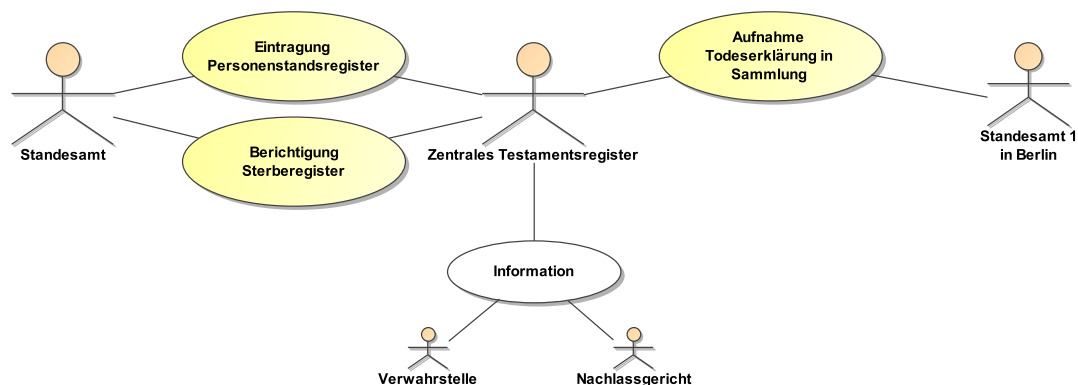 Eintragung
Personenstandsregister
Aufnahme
Todeserklärung in
Sammlung
Standesamt
Berichtigung
Sterberegister
Zentrales Testamentsregister
Standesamt 1
in Berlin
Information
Verwahrstelle
Nachlassgericht